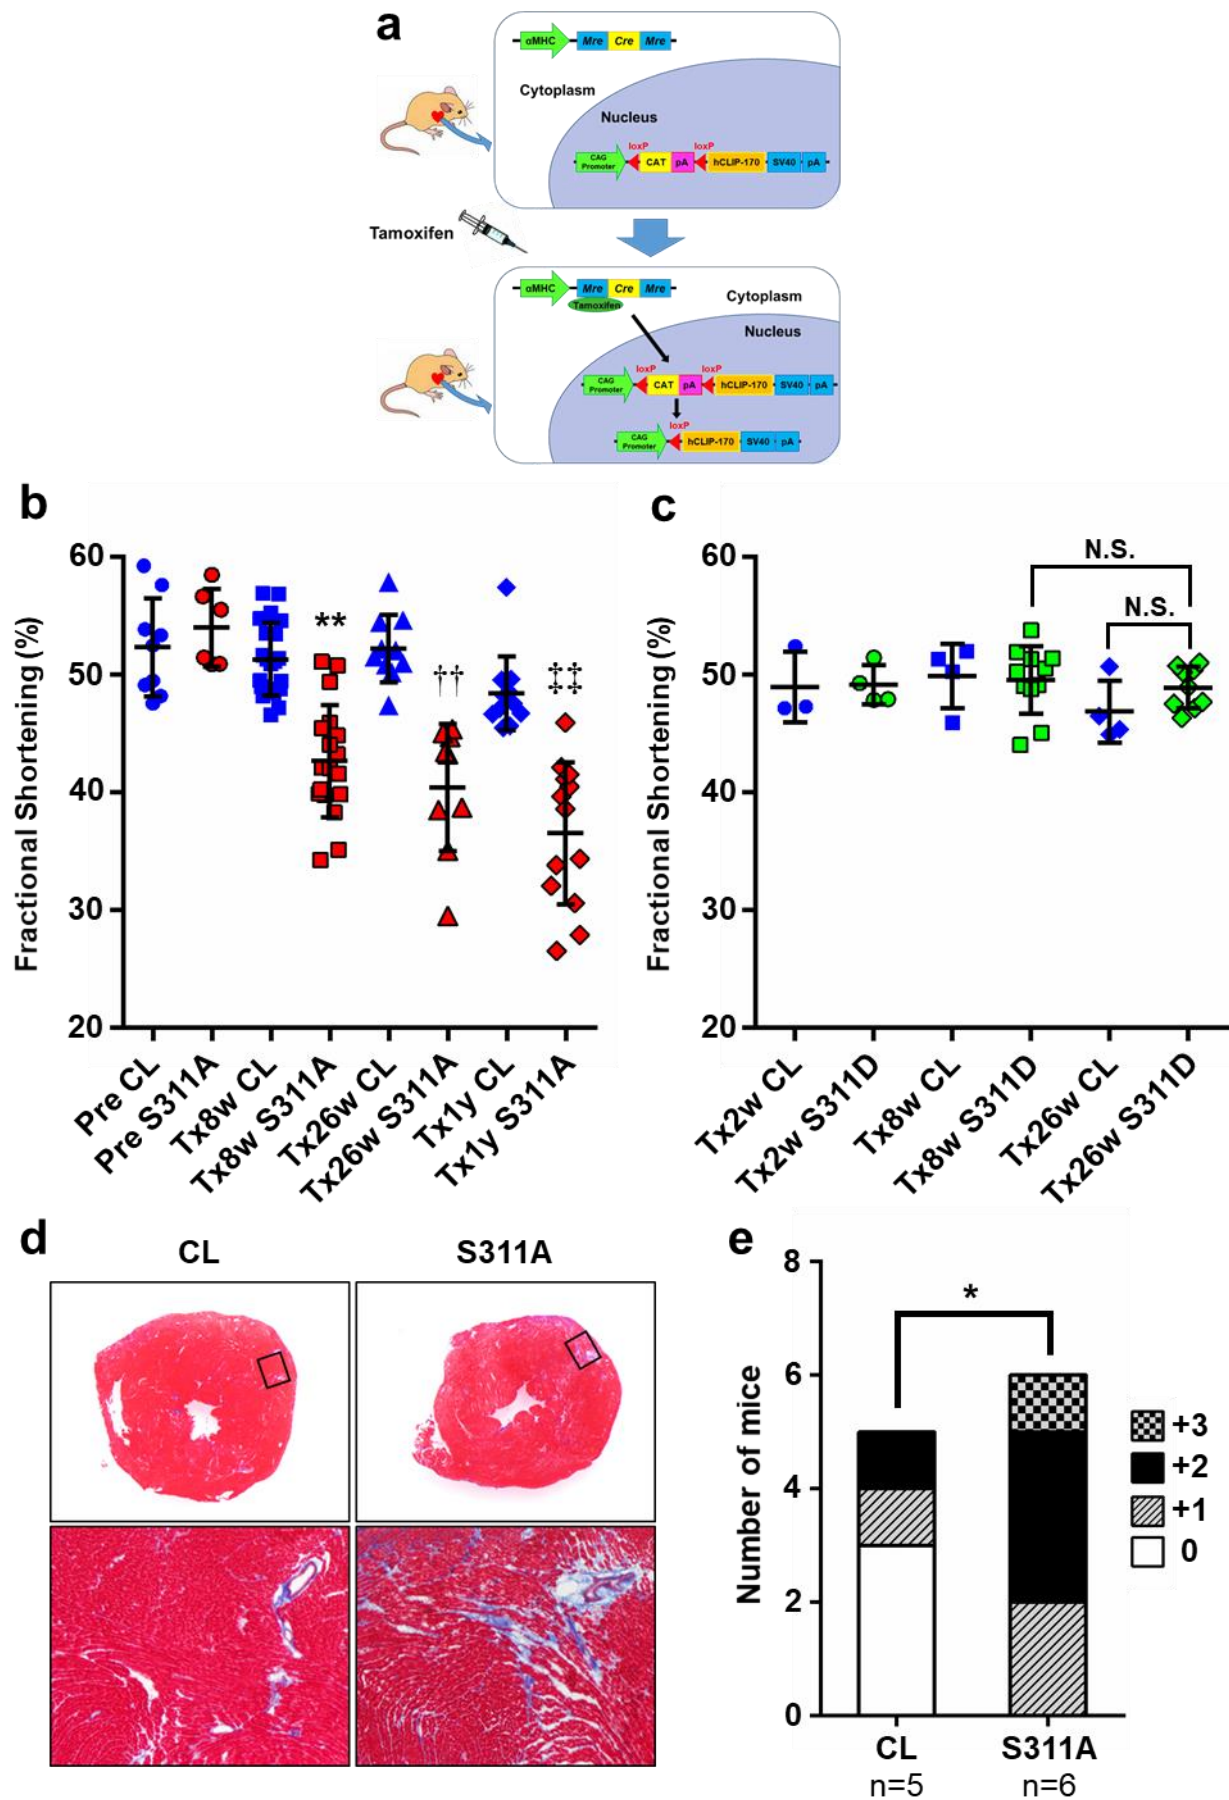 a
αMHC Mre Cre Mre
Cytoplasm
Nucleus
loxP loxP
CAG Promoter CAT pA hCLIP-170 SV40 pA
Tamoxifen
αMHC Mre Cre Mre
Tamoxifen
Cytoplasm
Nucleus
loxP loxP
CAG Promoter CAT pA hCLIP-170 SV40 pA
loxP
CAG Promoter hCLIP-170 SV40 pA
b
Fractional Shortening (%)
60
50
40
30
20
**
††
‡‡
Pre CL
Pre S311A
Tx8w CL
Tx8w S311A
Tx26w CL
Tx26w S311A
Tx1y CL
Tx1y S311A
c
Fractional Shortening (%)
60
50
40
30
20
N.S.
N.S.
Tx2w CL
Tx2w S311D
Tx8w CL
Tx8w S311D
Tx26w CL
Tx26w S311D
d
CL S311A
e
Number of mice
8
6
4
2
0
*
+3
+2
+1
0
CL S311A
n=5 n=6